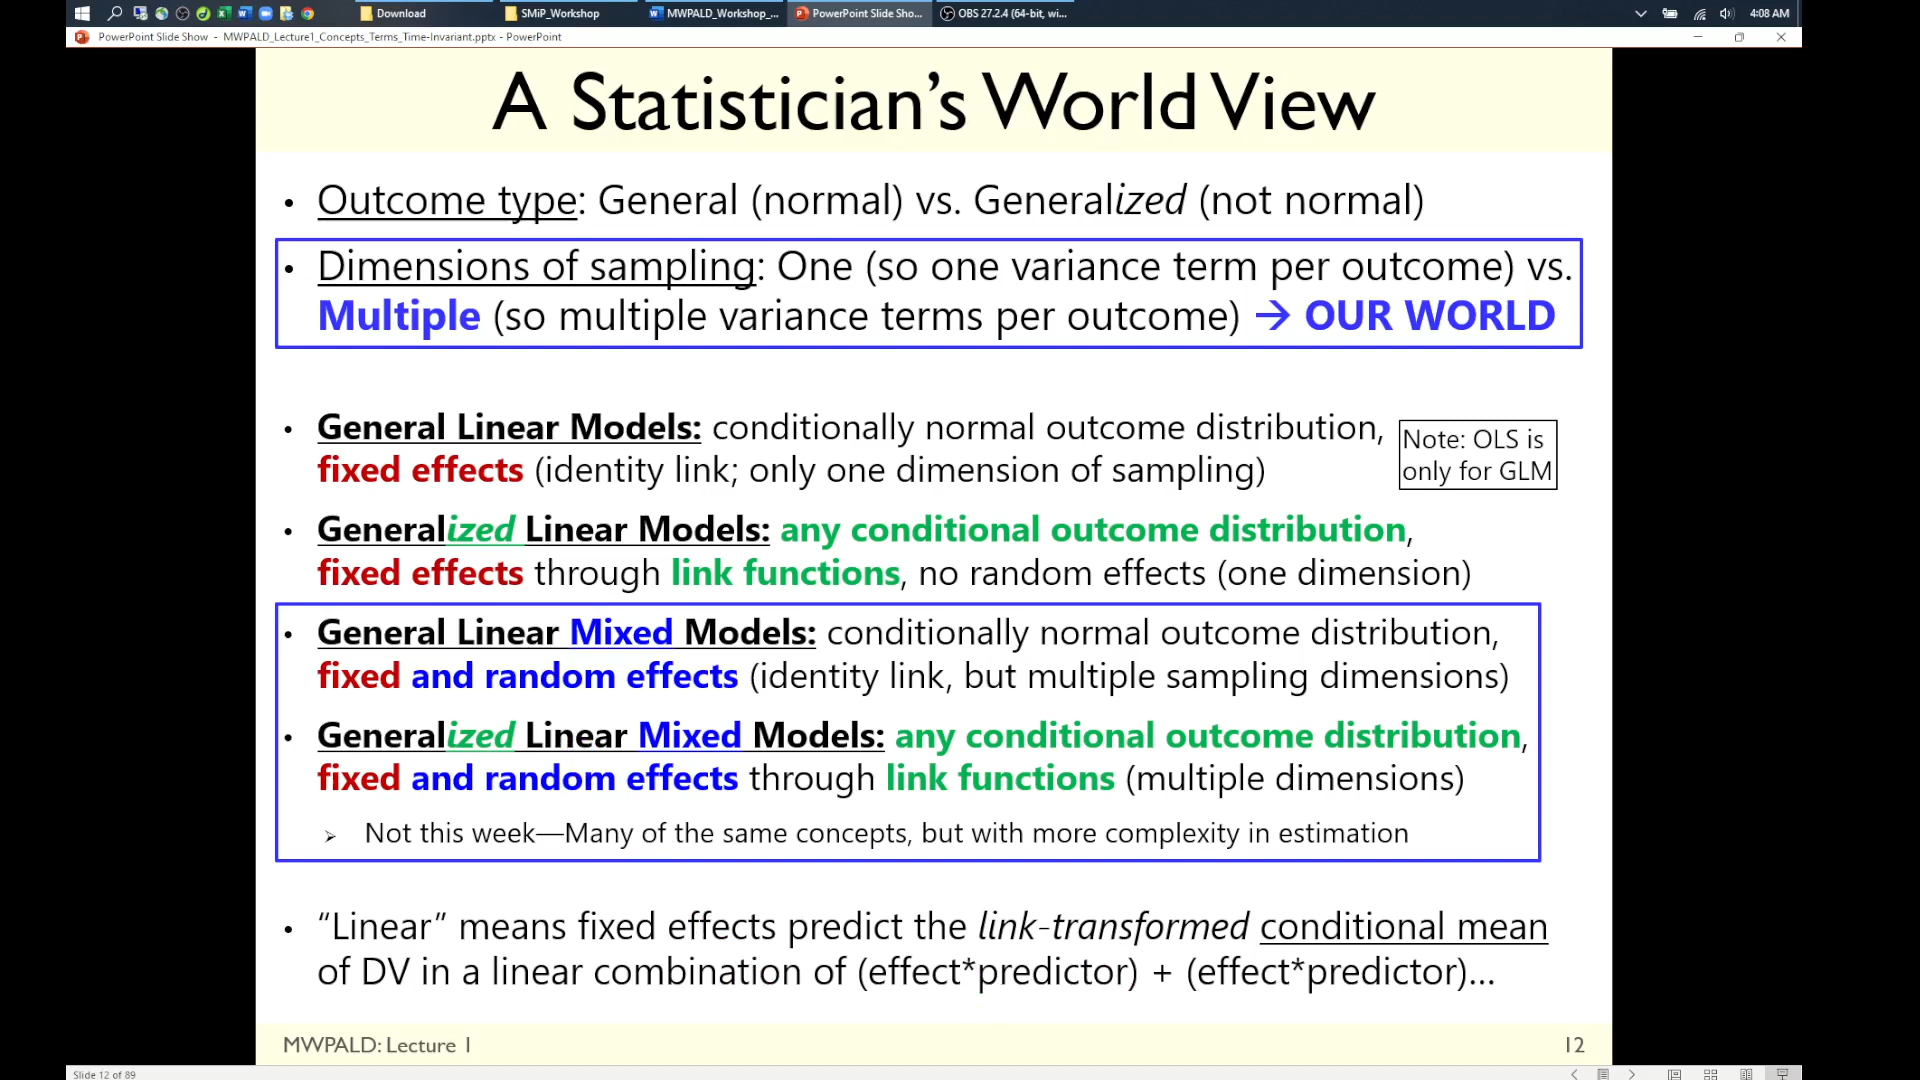 Download
SMiP_Workshop
MWPALD_Workshop_...
PowerPoint Slide Sho...
OBS 27.2.4 (64-bit, wi...
4:08 AM
PowerPoint Slide Show - MWPALD_Lecture1_Concepts_Terms_Time-Invariant.pptx - PowerPoint
A Statistician’s World View
• Outcome type: General (normal) vs. Generalized (not normal)
• Dimensions of sampling: One (so one variance term per outcome) vs.
Multiple (so multiple variance terms per outcome) → OUR WORLD
• General Linear Models: conditionally normal outcome distribution,
fixed effects (identity link; only one dimension of sampling)
Note: OLS is
only for GLM
• Generalized Linear Models: any conditional outcome distribution,
fixed effects through link functions, no random effects (one dimension)
• General Linear Mixed Models: conditionally normal outcome distribution,
fixed and random effects (identity link, but multiple sampling dimensions)
• Generalized Linear Mixed Models: any conditional outcome distribution,
fixed and random effects through link functions (multiple dimensions)
➢ Not this week—Many of the same concepts, but with more complexity in estimation
• “Linear” means fixed effects predict the link-transformed conditional mean
of DV in a linear combination of (effect*predictor) + (effect*predictor)…
MWPALD: Lecture 1
12
Slide 12 of 89